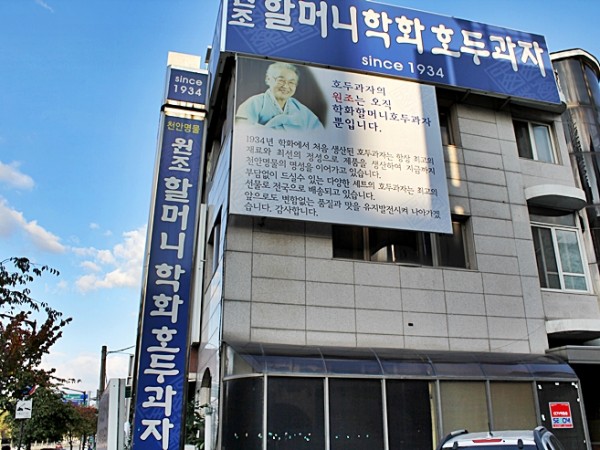 원조 할머니학화호두과자
since 1934
since
1934
천안명물
원조 할머니학화호두과자
호두과자의
원조는 오직
학화할머니호두과자
뿐입니다.
1934년 학화에서 처음 생산된 호두과자는 항상 최고의
재료와 최선의 정성으로 제품을 생산하여 지금까지
천안명물의 명성을 이어가고 있습니다.
부담없이 드실수 있는 다양한 세트의 호두과자는 최고의
선물로 전국으로 배송되고 있습니다.
앞으로도 변함없는 품질과 맛을 유지발전시켜 나아가겠
습니다. 감사합니다.